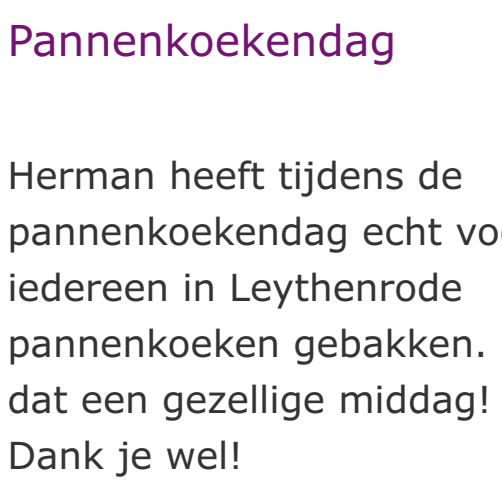 Pannenkoekendag
Herman heeft tijdens de
pannenkoekendag echt
iedereen in Leythenrode
pannenkoeken gebakken.
dat een gezellige middag!
Dank je wel!